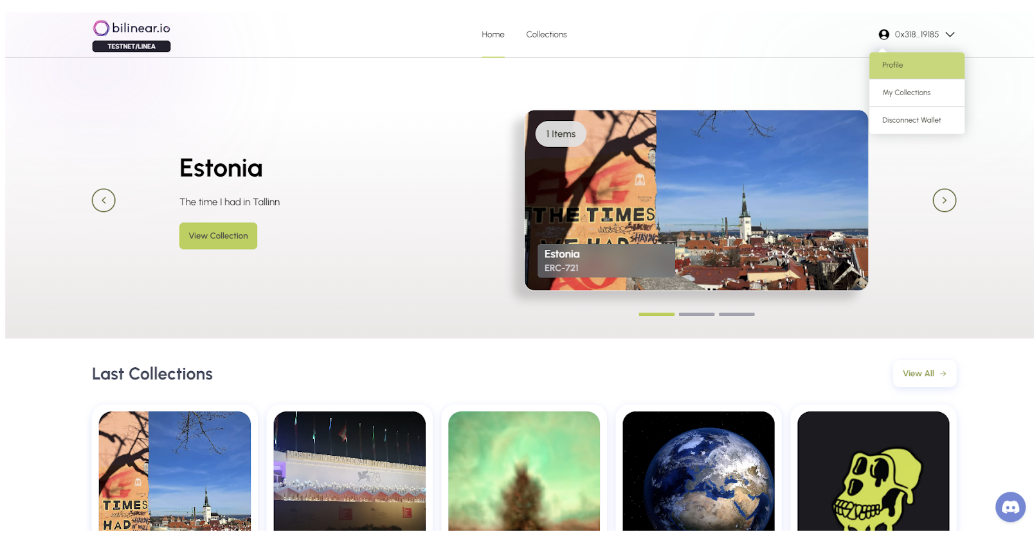 bilinear.io
TESTNET/LINEA
Home
Collections
0x318...19185
Profile
My Collections
Disconnect Wallet
Estonia
The time I had in Tallinn
View Collection
1 Items
THE TIMES
WE HAD
Estonia
ERC-721
Last Collections
View All
TIMES
HAD